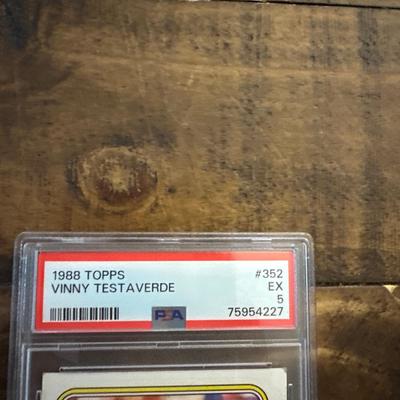 1988 TOPPS #352
VINNY TESTAVERDE EX
5
PSA 75954227